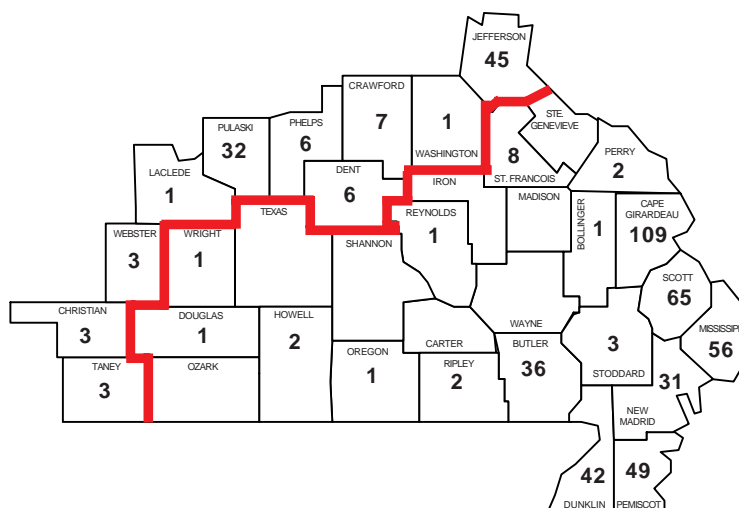 JEFFERSON
45
CRAWFORD
7
1
WASHINGTON
STE.
GENEVIEVE
PHELPS
6
PULASKI
32
8
ST. FRANCOIS
PERRY
2
LACLEDE
1
DENT
6
IRON
MADISON
CAPE
GIRARDEAU
109
TEXAS
REYNOLDS
1
BOLLINGER
1
WEBSTER
3
WRIGHT
1
SHANNON
SCOTT
65
CHRISTIAN
3
DOUGLAS
1
HOWELL
2
WAYNE
MISSISSIPI
56
CARTER
BUTLER
36
3
STODDARD
OREGON
1
RIPLEY
2
TANEY
3
OZARK
31
NEW
MADRID
42
DUNKLIN
49
PEMISCOT